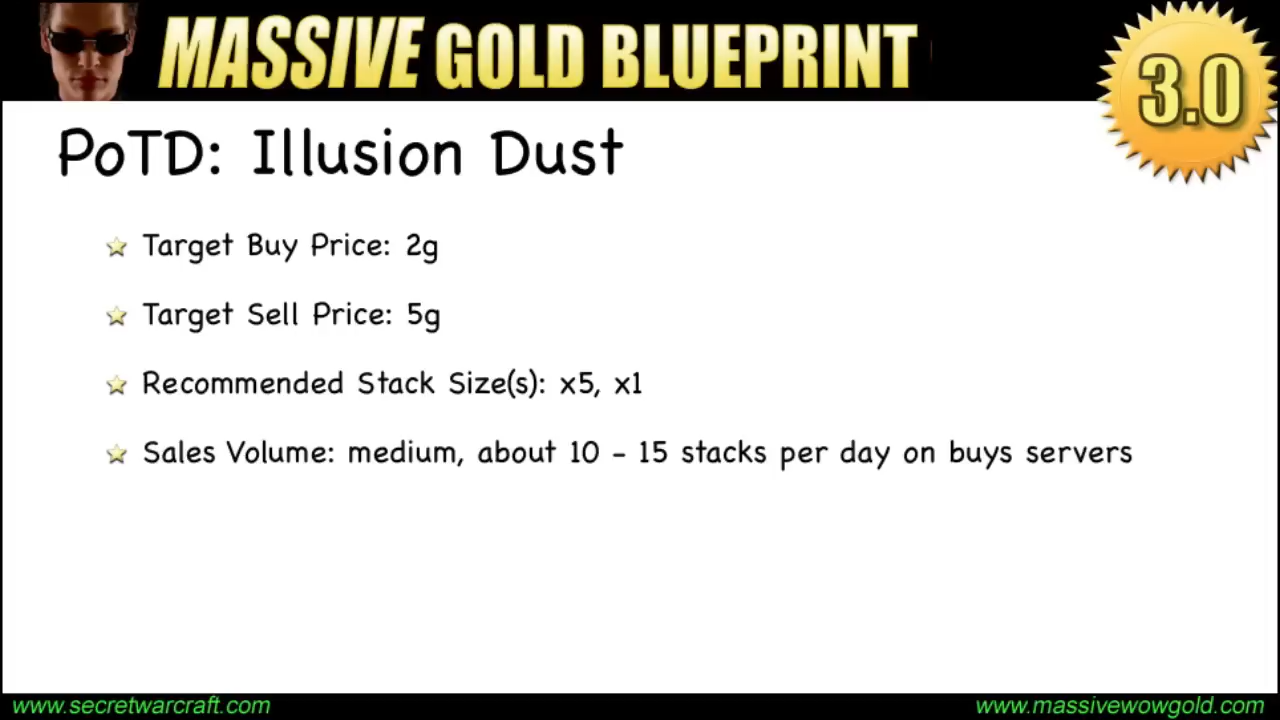 MASSIVE GOLD BLUEPRINT
3.0
PoTD: Illusion Dust
Target Buy Price: 2g
Target Sell Price: 5g
Recommended Stack Size(s): x5, x1
Sales Volume: medium, about 10 - 15 stacks per day on buys servers
www.secretwarcraft.com
www.massivewowgold.com